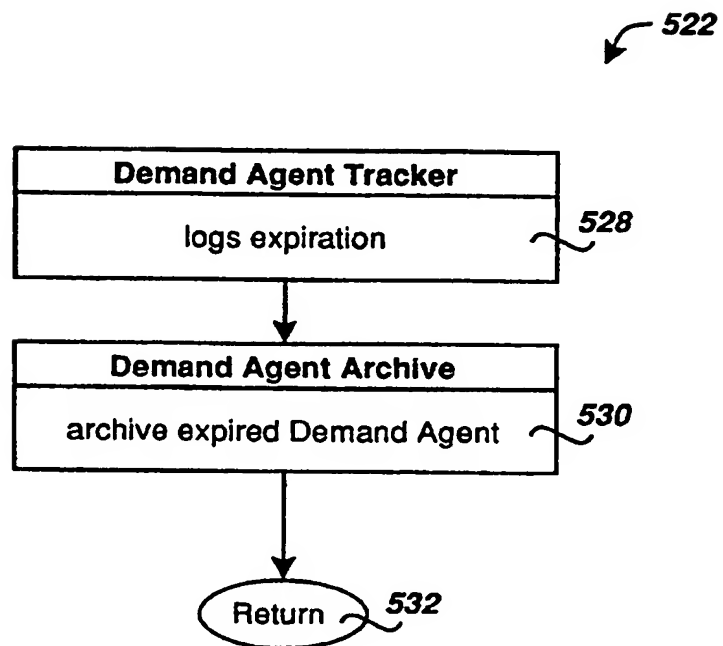 522
Demand Agent Tracker
logs expiration
528
Demand Agent Archive
archive expired Demand Agent
530
Return
532